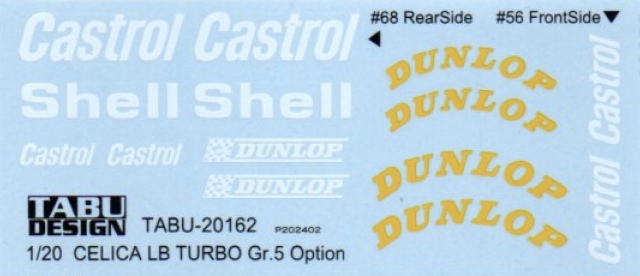 Castrol Castrol
Shell Shell
Castrol Castrol DUNLOP
DUNLOP
TABU DESIGN TABU-20162 P202402
1/20 CELICA LB TURBO Gr.5 Option
#68 RearSide #56 FrontSide
DUNLOP
DUNLOP
DUNLOP
DUNLOP
Castrol
Castrol